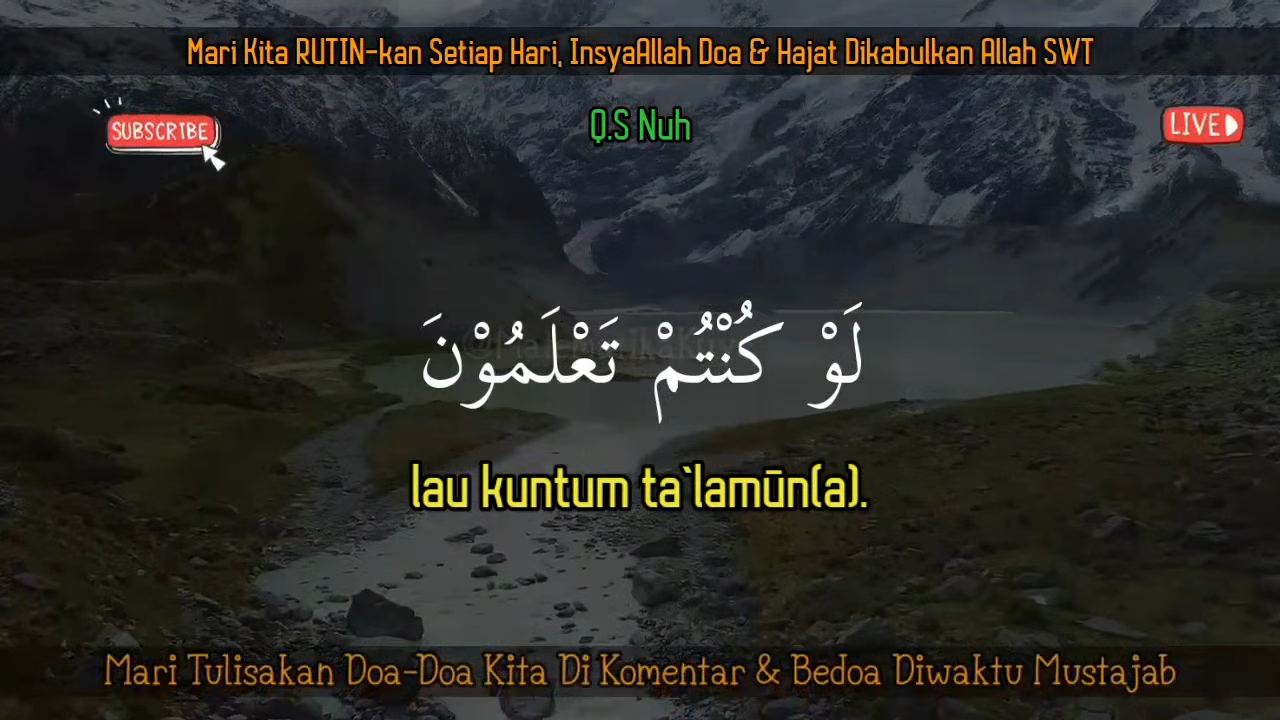 Mari Kita RUTIN-kan Setiap Hari, InsyaAllah Doa & Hajat Dikabulkan Allah SWT
SUBSCRIBE
Q.S Nuh
LIVE
لَوْ كُنْتُمْ تَعْلَمُوْنَ
lau kuntum ta`lamūn(a).
Mari Tulisakan Doa-Doa Kita Di Komentar & Bedoa Diwaktu Mustajab